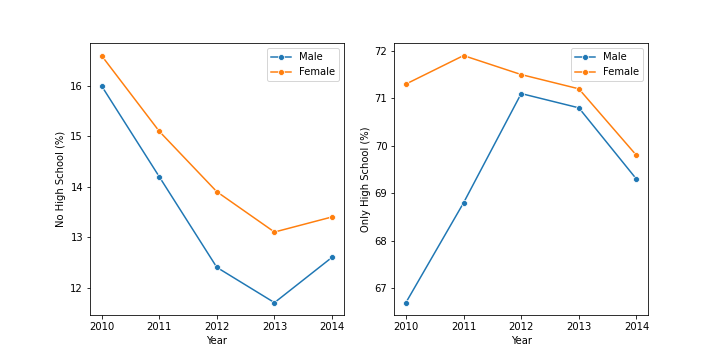 No High School (%)
16
15
14
13
12
2010 2011 2012 2013 2014
Year
Male
Female
Only High School (%)
72
71
70
69
68
67
2010 2011 2012 2013 2014
Year
Male
Female